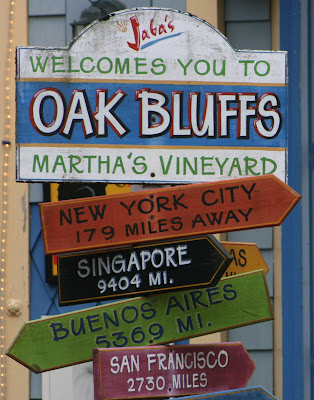 Jaba's
WELCOMES YOU TO
OAK BLUFFS
MARTHA'S VINEYARD
NEW YORK CITY
179 MILES AWAY
SINGAPORE
9404 MI.
BUENOS AIRES
5369 MI.
SAN FRANCISCO
2730 MILES